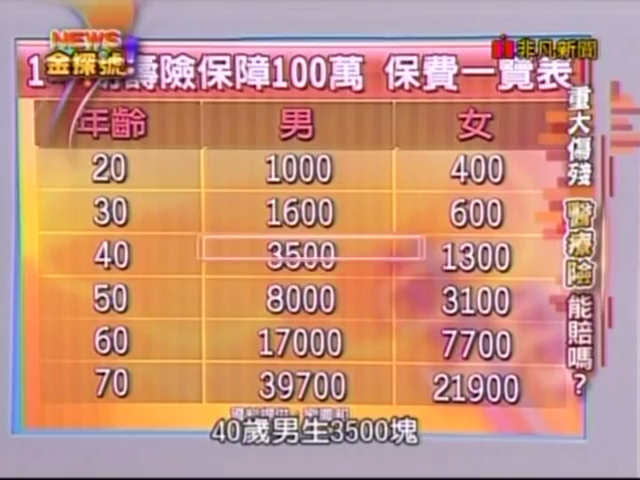 NEWS
金探號
非凡新聞
壽險保障100萬 保費一覽表
年齡 男 女
20 1000 400
30 1600 600
40 3500 1300
50 8000 3100
60 17000 7700
70 39700 21900
重大傷殘 醫療險 能賠嗎？
40歲男生3500塊